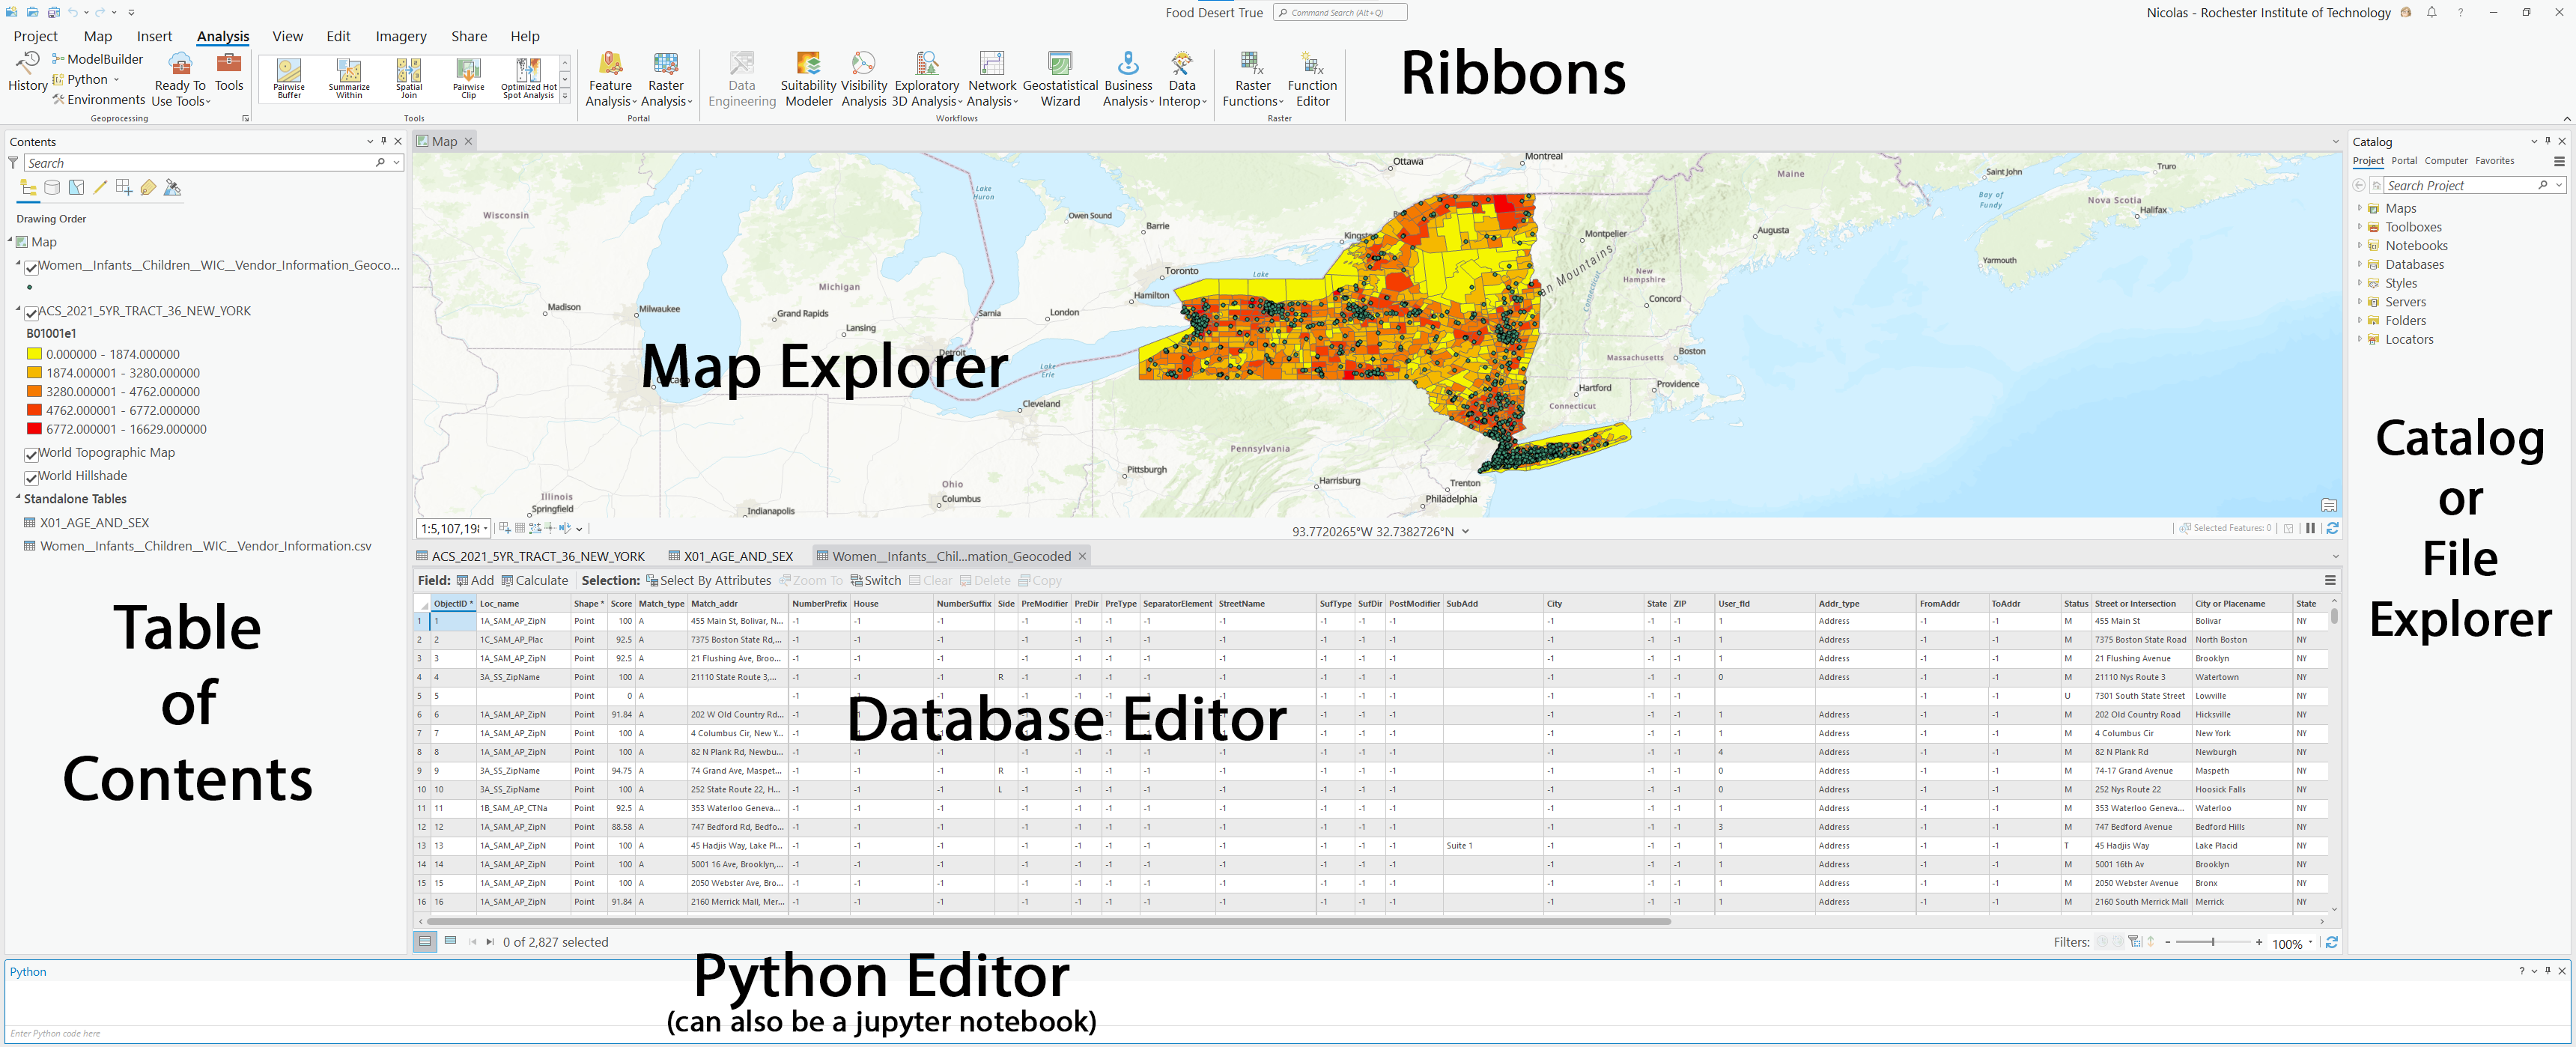 Food Desert True
Command Search (Alt+Q)
Nicolas - Rochester Institute of Technology
?
Project Map Insert Analysis View Edit Imagery Share Help
History
ModelBuilder
Python
Environments
Ready To Use Tools
Tools
Geoprocessing
Pairwise Buffer
Summarize Within
Spatial Join
Pairwise Clip
Optimized Hot Spot Analysis
Tools
Feature Analysis
Raster Analysis
Portal
Data Engineering
Suitability Modeler
Visibility Analysis
Exploratory 3D Analysis
Network Analysis
Geostatistical Wizard
Business Analysis
Data Interop
Workflows
Raster Functions
Function Editor
Raster
Ribbons
Contents
Search
Drawing Order
Map
Women__Infants__Children__WIC__Vendor_Information_Geoco...
ACS_2021_5YR_TRACT_36_NEW_YORK
B01001e1
0.000000 - 1874.000000
1874.000001 - 3280.000000
3280.000001 - 4762.000000
4762.000001 - 6772.000000
6772.000001 - 16629.000000
World Topographic Map
World Hillshade
Standalone Tables
X01_AGE_AND_SEX
Women__Infants__Children__WIC__Vendor_Information.csv
Table
of
Contents
Map
Ottawa
Montreal
Maine
Saint John
Truro
Lake Huron
Bay of Fundy
Nova Scotia
Halifax
Wisconsin
Owen Sound
Barrie
Kingst
Montpelier
Augusta
Yarmouth
Toronto
Lake
an Mountains
New Hampshire
Connecticut
Concord
Michigan
Hamilton
Madison
Milwaukee
Grand Rapids
Lansing
Sarnia
London
Detroit
Massachusetts
Boston
Lake Erie
Map Explorer
Chicago
Hartford
Providence
Connecticut
Cleveland
Pennsylvania
Pittsburgh
Harrisburg
Trenton
Philadelphia
Ohio
Columbus
Illinois
Springfield
Indianapolis
1:5,107,198
93.7720265°W 32.7382726°N
Selected Features: 0
ACS_2021_5YR_TRACT_36_NEW_YORK X01_AGE_AND_SEX Women__Infants__Chil...mation_Geocoded
Field: Add Calculate Selection: Select By Attributes Zoom To Switch Clear Delete Copy
ObjectID * Loc_name Shape * Score Match_type Match_addr NumberPrefix House NumberSuffix Side PreModifier PreDir PreType SeparatorElement StreetName SufType SufDir PostModifier SubAdd City State ZIP User_fld Addr_type FromAddr ToAddr Status Street or Intersection City or Placename State
1 1 1A_SAM_AP_ZipN Point 100 A 455 Main St, Bolivar, N... -1 -1 -1 -1 -1 -1 -1 -1 -1 -1 -1 -1 -1 -1 1 Address -1 -1 M 455 Main St Bolivar NY
2 2 1C_SAM_AP_Plac Point 92.5 A 7375 Boston State Rd,... -1 -1 -1 -1 -1 -1 -1 -1 -1 -1 -1 -1 -1 -1 1 Address -1 -1 M 7375 Boston State Road North Boston NY
3 3 1A_SAM_AP_ZipN Point 92.5 A 21 Flushing Ave, Broo... -1 -1 -1 -1 -1 -1 -1 -1 -1 -1 -1 -1 -1 -1 1 Address -1 -1 M 21 Flushing Avenue Brooklyn NY
4 4 3A_SS_ZipName Point 100 A 21110 State Route 3,... -1 -1 -1 R -1 -1 -1 -1 -1 -1 -1 -1 -1 -1 -1 0 Address -1 -1 M 21110 Nys Route 3 Watertown NY
5 5 Point 0 A -1 -1 -1 -1 -1 -1 -1 -1 -1 -1 -1 -1 -1 -1 -1 -1 U 7301 South State Street Lowville NY
6 6 1A_SAM_AP_ZipN Point 91.84 A 202 W Old Country Rd... -1 -1 -1 -1 -1 -1 -1 -1 -1 -1 -1 -1 -1 1 Address -1 -1 M 202 Old Country Road Hicksville NY
7 7 1A_SAM_AP_ZipN Point 100 A 4 Columbus Cir, New Y... -1 -1 -1 -1 -1 -1 -1 -1 -1 -1 -1 -1 -1 1 Address -1 -1 M 4 Columbus Cir New York NY
8 8 1A_SAM_AP_ZipN Point 100 A 82 N Plank Rd, Newbu... -1 -1 -1 -1 -1 -1 -1 -1 -1 -1 -1 -1 -1 -1 4 Address -1 -1 M 82 N Plank Rd Newburgh NY
9 9 3A_SS_ZipName Point 94.75 A 74 Grand Ave, Maspet... -1 -1 -1 R -1 -1 -1 -1 -1 -1 -1 -1 -1 -1 -1 0 Address -1 -1 M 74-17 Grand Avenue Maspeth NY
10 10 3A_SS_ZipName Point 100 A 252 State Route 22, H... -1 -1 -1 L -1 -1 -1 -1 -1 -1 -1 -1 -1 -1 -1 0 Address -1 -1 M 252 Nys Route 22 Hoosick Falls NY
11 11 1B_SAM_AP_CTNa Point 92.5 A 353 Waterloo Geneva... -1 -1 -1 -1 -1 -1 -1 -1 -1 -1 -1 -1 -1 -1 1 Address -1 -1 M 353 Waterloo Geneva... Waterloo NY
12 12 1A_SAM_AP_ZipN Point 88.58 A 747 Bedford Rd, Bedfo... -1 -1 -1 -1 -1 -1 -1 -1 -1 -1 -1 -1 -1 -1 3 Address -1 -1 M 747 Bedford Avenue Bedford Hills NY
13 13 1A_SAM_AP_ZipN Point 100 A 45 Hadjis Way, Lake Pl... -1 -1 -1 -1 -1 -1 -1 -1 -1 -1 -1 Suite 1 -1 -1 -1 1 Address -1 -1 T 45 Hadjis Way Lake Placid NY
14 14 1A_SAM_AP_ZipN Point 100 A 5001 16 Ave, Brooklyn,... -1 -1 -1 -1 -1 -1 -1 -1 -1 -1 -1 -1 -1 -1 1 Address -1 -1 M 5001 16th Av Brooklyn NY
15 15 1A_SAM_AP_ZipN Point 100 A 2050 Webster Ave, Bro... -1 -1 -1 -1 -1 -1 -1 -1 -1 -1 -1 -1 -1 -1 1 Address -1 -1 M 2050 Webster Avenue Bronx NY
16 16 1A_SAM_AP_ZipN Point 91.84 A 2160 Merrick Mall, Mer... -1 -1 -1 -1 -1 -1 -1 -1 -1 -1 -1 -1 -1 -1 1 Address -1 -1 M 2160 South Merrick Mall Merrick NY
Database Editor
0 of 2,827 selected
Filters: - + 100%
Catalog
Project Portal Computer Favorites
Search Project
Maps
Toolboxes
Notebooks
Databases
Styles
Servers
Folders
Locators
Catalog
or
File
Explorer
Python
?
Python Editor
(can also be a jupyter notebook)
Enter Python code here